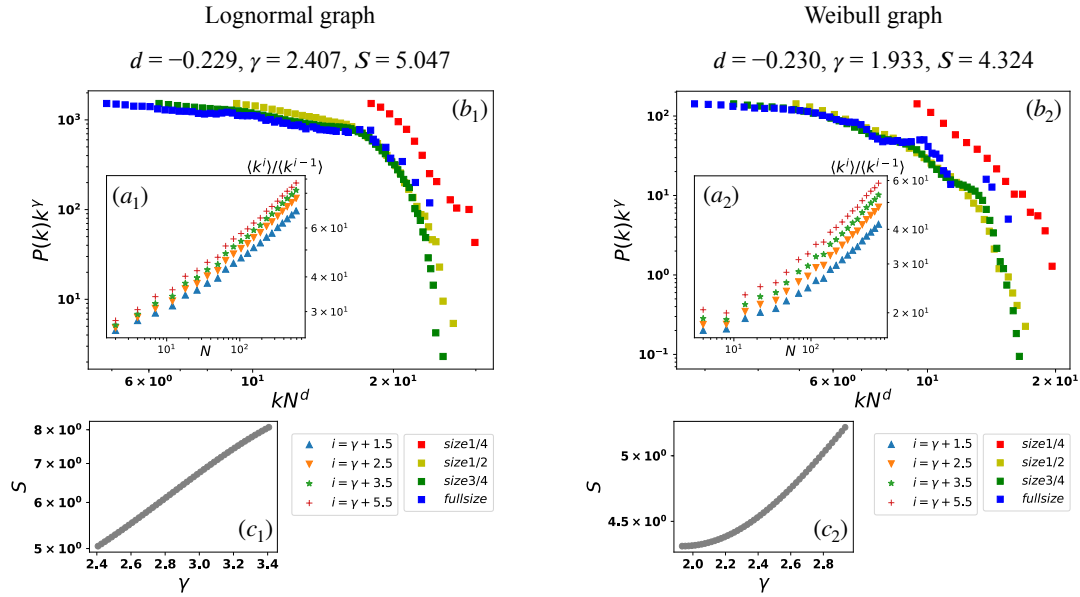 Lognormal graph
d = −0.229, γ = 2.407, S = 5.047
(b₁)
P(k)k^γ
10³
10²
10¹
(a₁)
⟨kⁱ⟩/⟨kⁱ⁻¹⟩
6 × 10¹
4 × 10¹
3 × 10¹
10¹
10²
N
6 × 10⁰
10¹
2 × 10¹
kN^d
S
8 × 10⁰
7 × 10⁰
6 × 10⁰
5 × 10⁰
(c₁)
2.4 2.6 2.8 3.0 3.2 3.4
γ
i = γ + 1.5
i = γ + 2.5
i = γ + 3.5
i = γ + 5.5
size1/4
size1/2
size3/4
fullsize
Weibull graph
d = −0.230, γ = 1.933, S = 4.324
(b₂)
P(k)k^γ
10²
10¹
10⁰
10⁻¹
(a₂)
⟨kⁱ⟩/⟨kⁱ⁻¹⟩
6 × 10¹
4 × 10¹
3 × 10¹
2 × 10¹
10¹
10²
N
6 × 10⁰
10¹
2 × 10¹
kN^d
S
5 × 10⁰
4.5 × 10⁰
(c₂)
2.0 2.2 2.4 2.6 2.8
γ
i = γ + 1.5
i = γ + 2.5
i = γ + 3.5
i = γ + 5.5
size1/4
size1/2
size3/4
fullsize